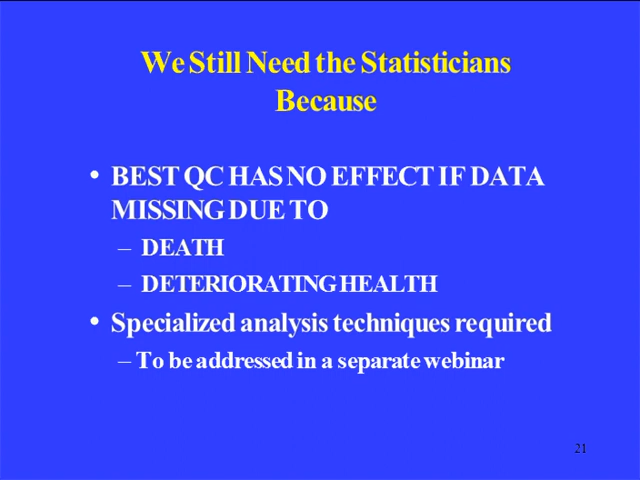 We Still Need the Statisticians
Because
• BEST QC HAS NO EFFECT IF DATA
MISSING DUE TO
– DEATH
– DETERIORATING HEALTH
• Specialized analysis techniques required
– To be addressed in a separate webinar
21